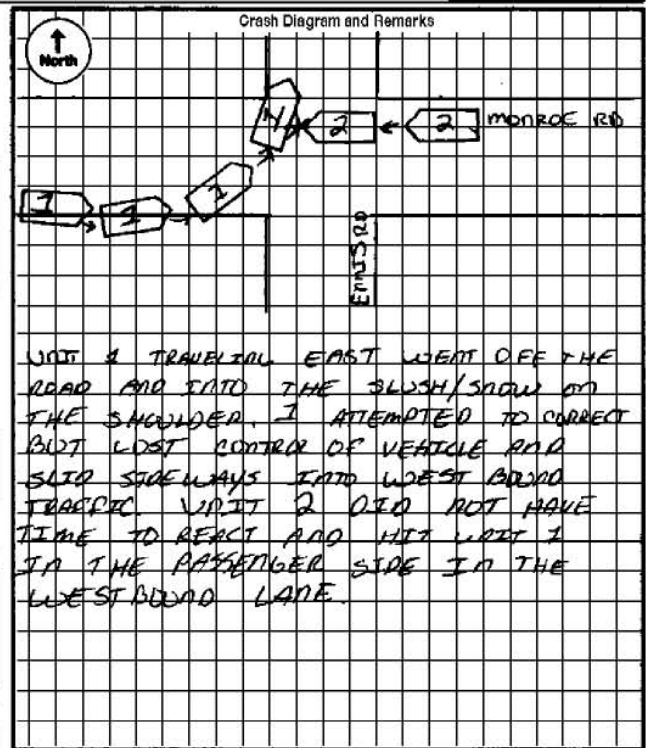 Crash Diagram and Remarks
North
2
2
MONROE RD
1
1
1
1
ENNIS RD
UNIT 1 TRAVELING EAST WENT OFF THE
ROAD AND INTO THE SLUSH/SNOW ON
THE SHOULDER. 1 ATTEMPTED TO CORRECT
BUT LOST CONTROL OF VEHICLE AND
SLID SIDEWAYS INTO WEST BOUND
TRAFFIC. UNIT 2 DID NOT HAVE
TIME TO REACT AND HIT UNIT 1
IN THE PASSENGER SIDE IN THE
WESTBOUND LANE.